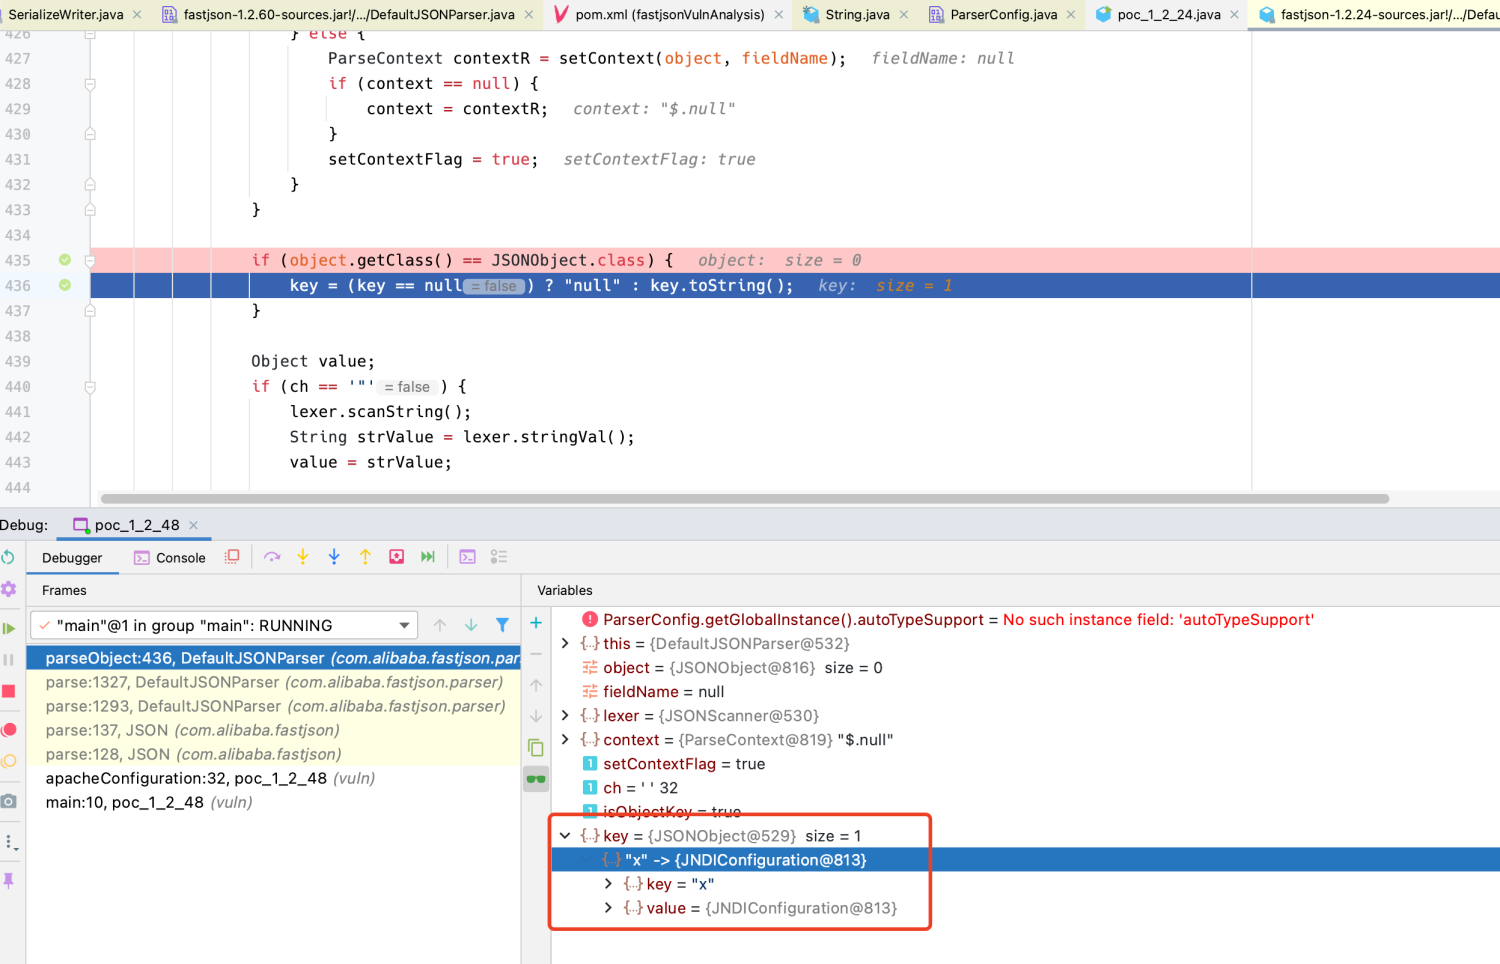 SerializeWriter.java
fastjson-1.2.60-sources.jar!/.../DefaultJSONParser.java
pom.xml (fastjsonVulnAnalysis)
String.java
ParserConfig.java
poc_1_2_24.java
fastjson-1.2.24-sources.jar!/.../Defau
426 } else {
427 ParseContext contextR = setContext(object, fieldName); fieldName: null
428 if (context == null) {
429 context = contextR; context: "$.null"
430 }
431 setContextFlag = true; setContextFlag: true
432 }
433 }
434
435 if (object.getClass() == JSONObject.class) { object: size = 0
436 key = (key == null = false ) ? "null" : key.toString(); key: size = 1
437 }
438
439 Object value;
440 if (ch == '"' = false ) {
441 lexer.scanString();
442 String strValue = lexer.stringVal();
443 value = strValue;
444
Debug: poc_1_2_48
Debugger Console
Frames
"main"@1 in group "main": RUNNING
parseObject:436, DefaultJSONParser (com.alibaba.fastjson.par
parse:1327, DefaultJSONParser (com.alibaba.fastjson.parser)
parse:1293, DefaultJSONParser (com.alibaba.fastjson.parser)
parse:137, JSON (com.alibaba.fastjson)
parse:128, JSON (com.alibaba.fastjson)
apacheConfiguration:32, poc_1_2_48 (vuln)
main:10, poc_1_2_48 (vuln)
Variables
ParserConfig.getGlobalInstance().autoTypeSupport = No such instance field: 'autoTypeSupport'
this = {DefaultJSONParser@532}
object = {JSONObject@816} size = 0
fieldName = null
lexer = {JSONScanner@530}
context = {ParseContext@819} "$.null"
setContextFlag = true
ch = ' ' 32
isObjectKey = true
key = {JSONObject@529} size = 1
"x" -> {JNDIConfiguration@813}
key = "x"
value = {JNDIConfiguration@813}